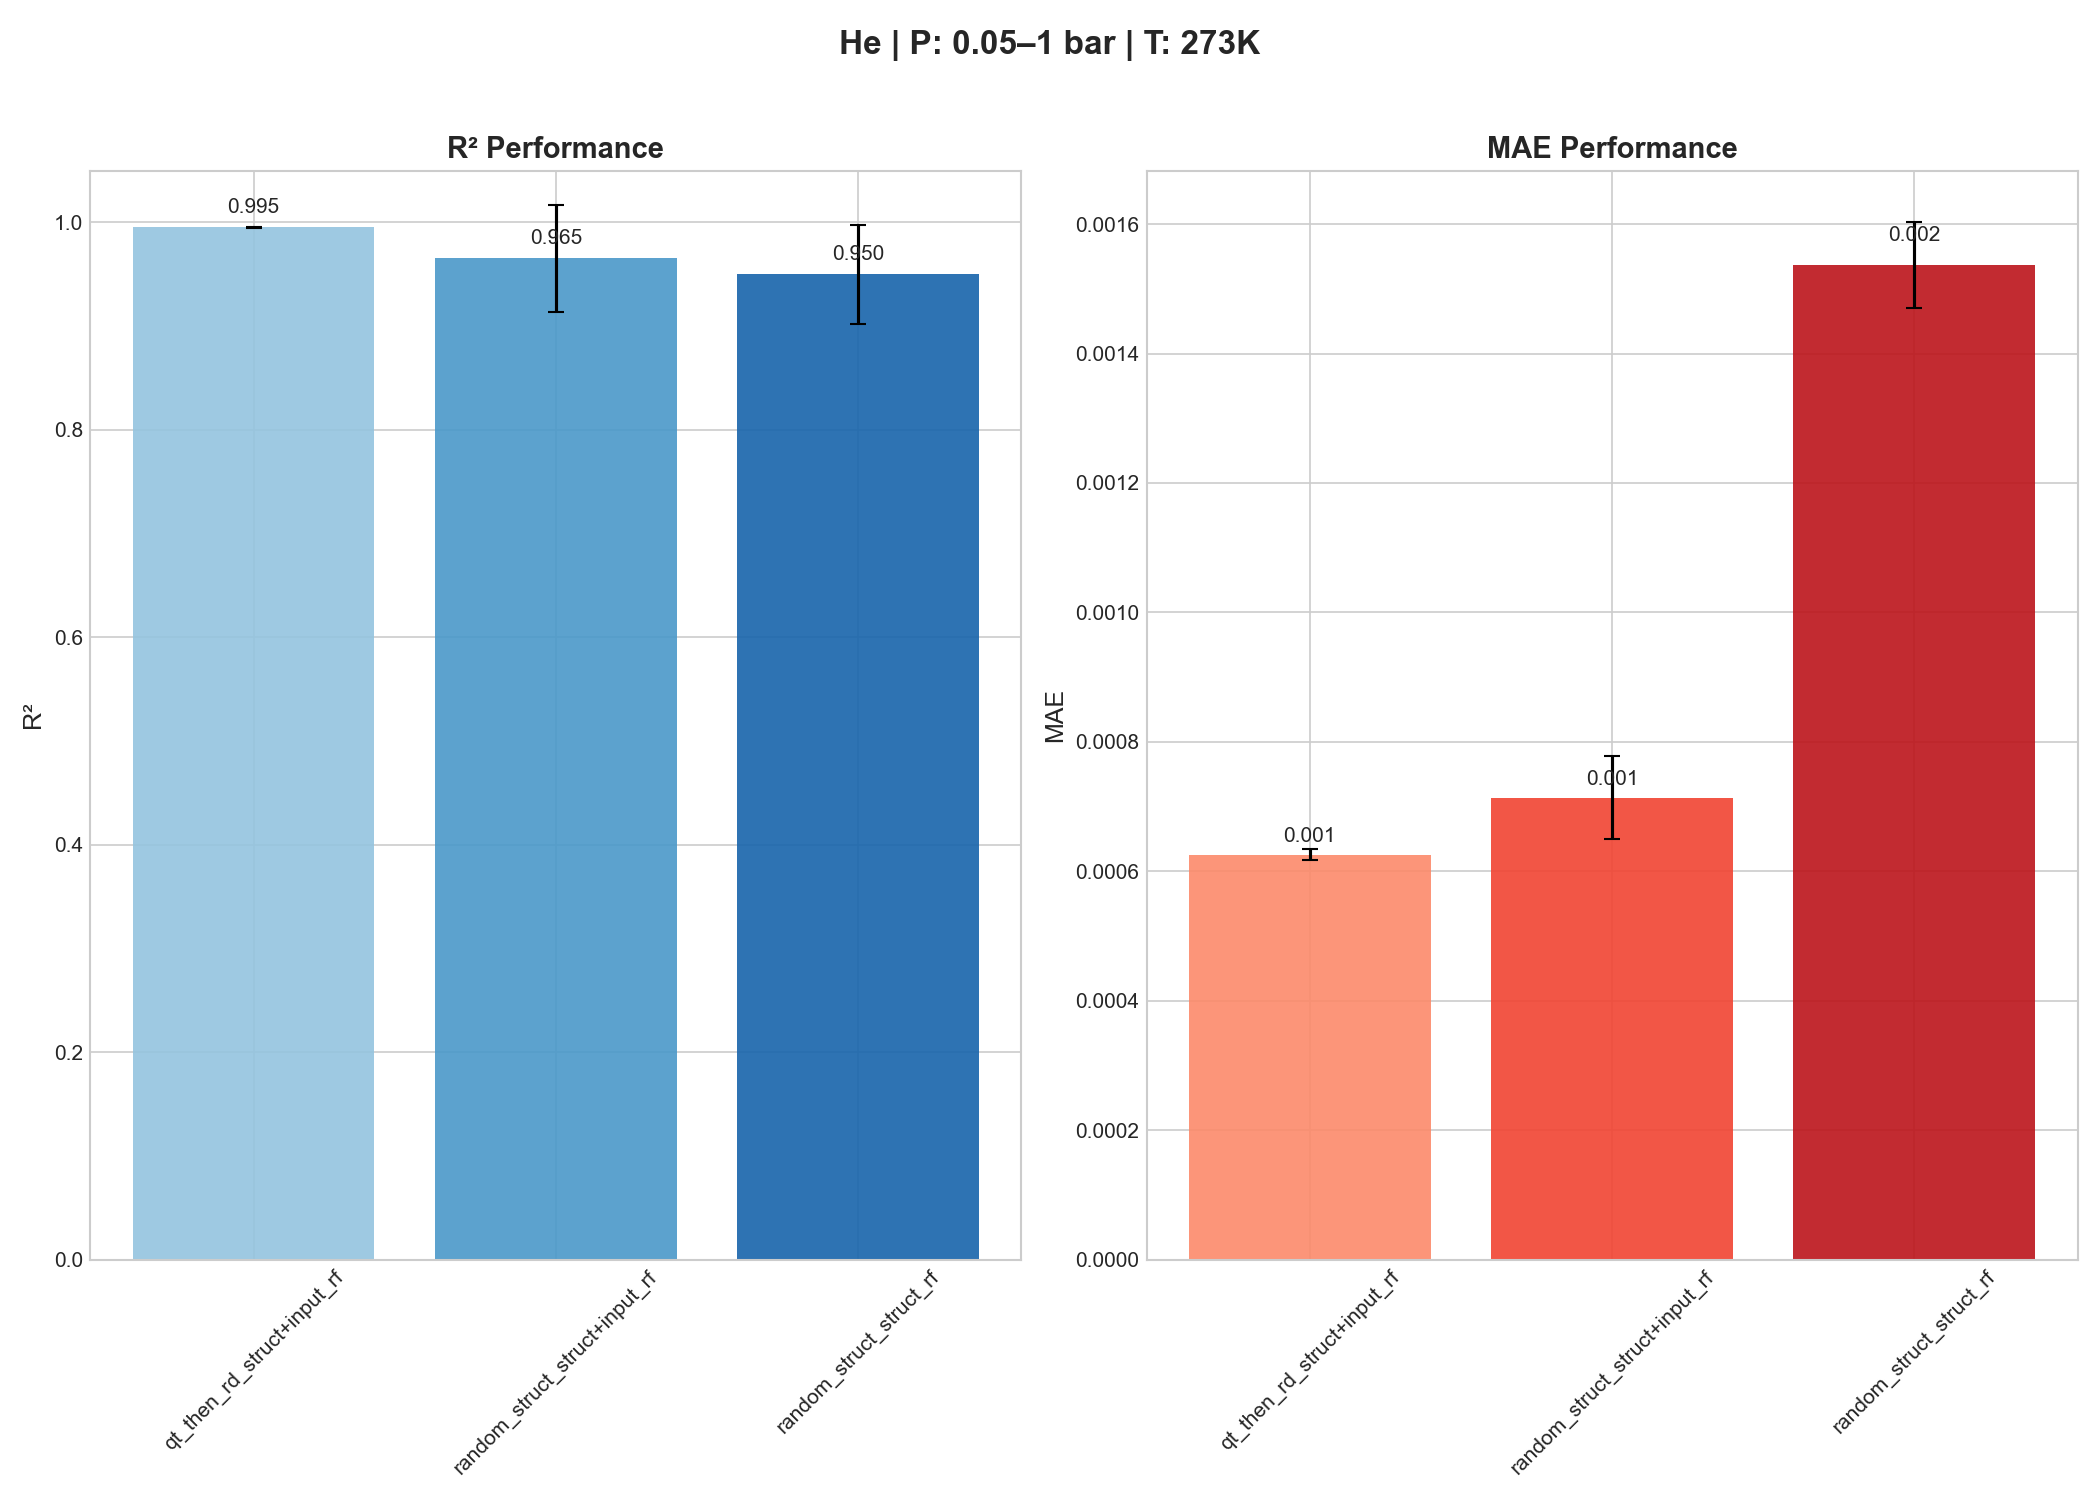 He | P: 0.05–1 bar | T: 273K
R² Performance
R²
1.0
0.8
0.6
0.4
0.2
0.0
0.995
0.965
0.950
qt_then_rd_struct+input_rf
random_struct_struct+input_rf
random_struct_struct_rf
MAE Performance
MAE
0.0016
0.0014
0.0012
0.0010
0.0008
0.0006
0.0004
0.0002
0.0000
0.001
0.001
0.002
qt_then_rd_struct+input_rf
random_struct_struct+input_rf
random_struct_struct_rf